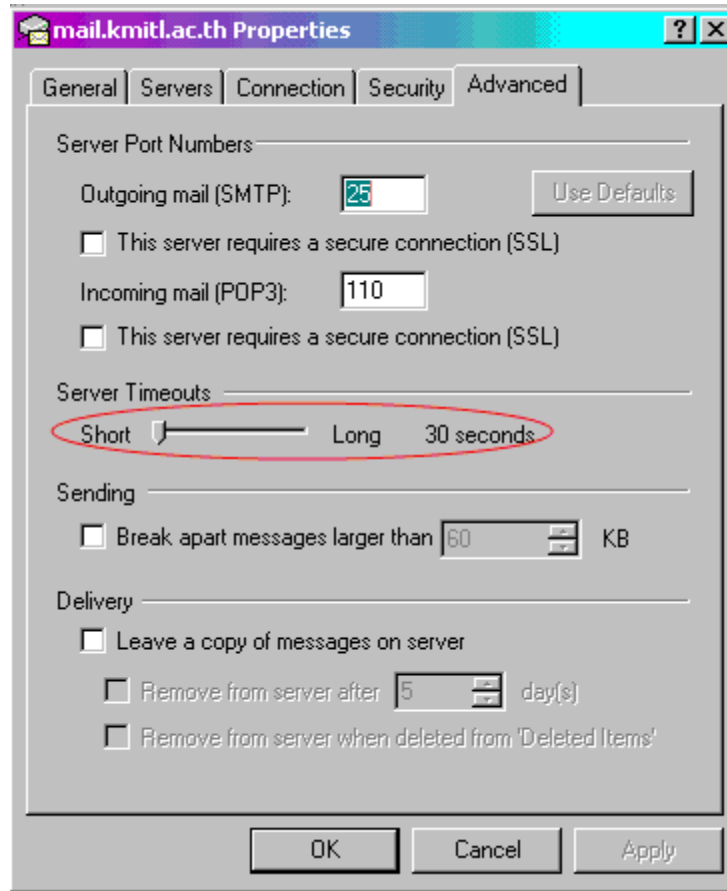 mail.kmitl.ac.th Properties
General Servers Connection Security Advanced
Server Port Numbers
Outgoing mail (SMTP): 25 Use Defaults
This server requires a secure connection (SSL)
Incoming mail (POP3): 110
This server requires a secure connection (SSL)
Server Timeouts
Short Long 30 seconds
Sending
Break apart messages larger than 60 KB
Delivery
Leave a copy of messages on server
Remove from server after 5 day(s)
Remove from server when deleted from 'Deleted Items'
OK Cancel Apply